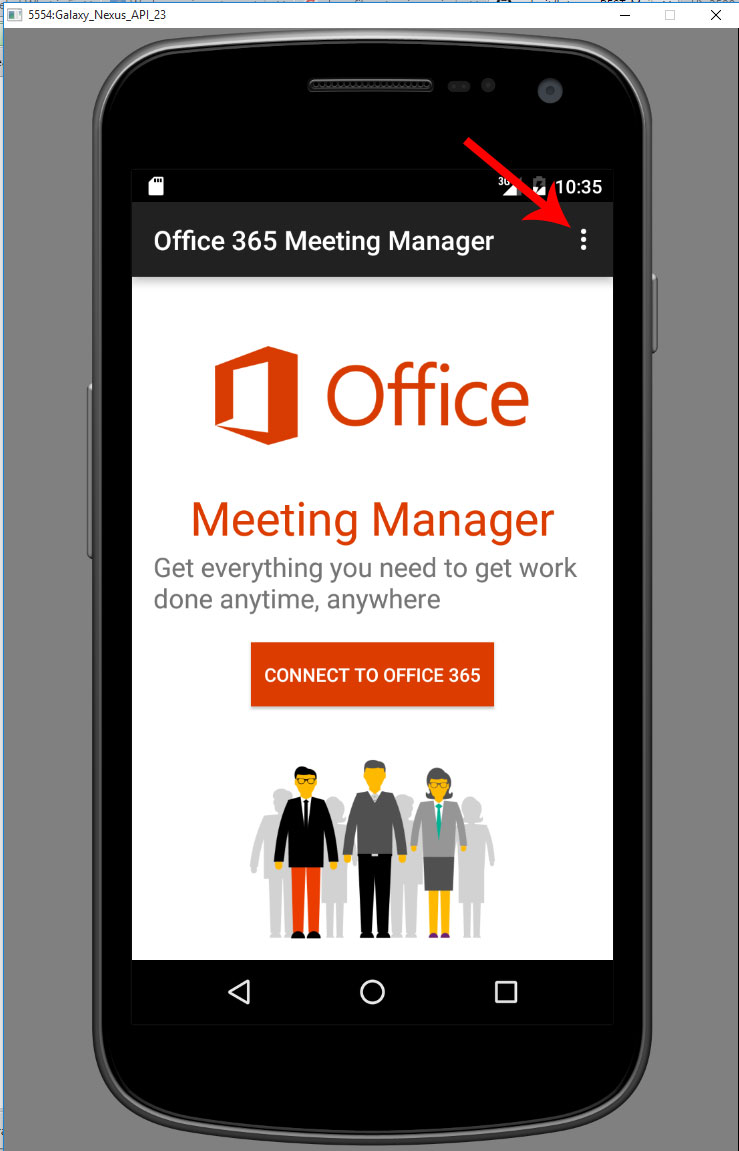 5554:Galaxy_Nexus_API_23
10:35
Office 365 Meeting Manager
Office
Meeting Manager
Get everything you need to get work
done anytime, anywhere
CONNECT TO OFFICE 365